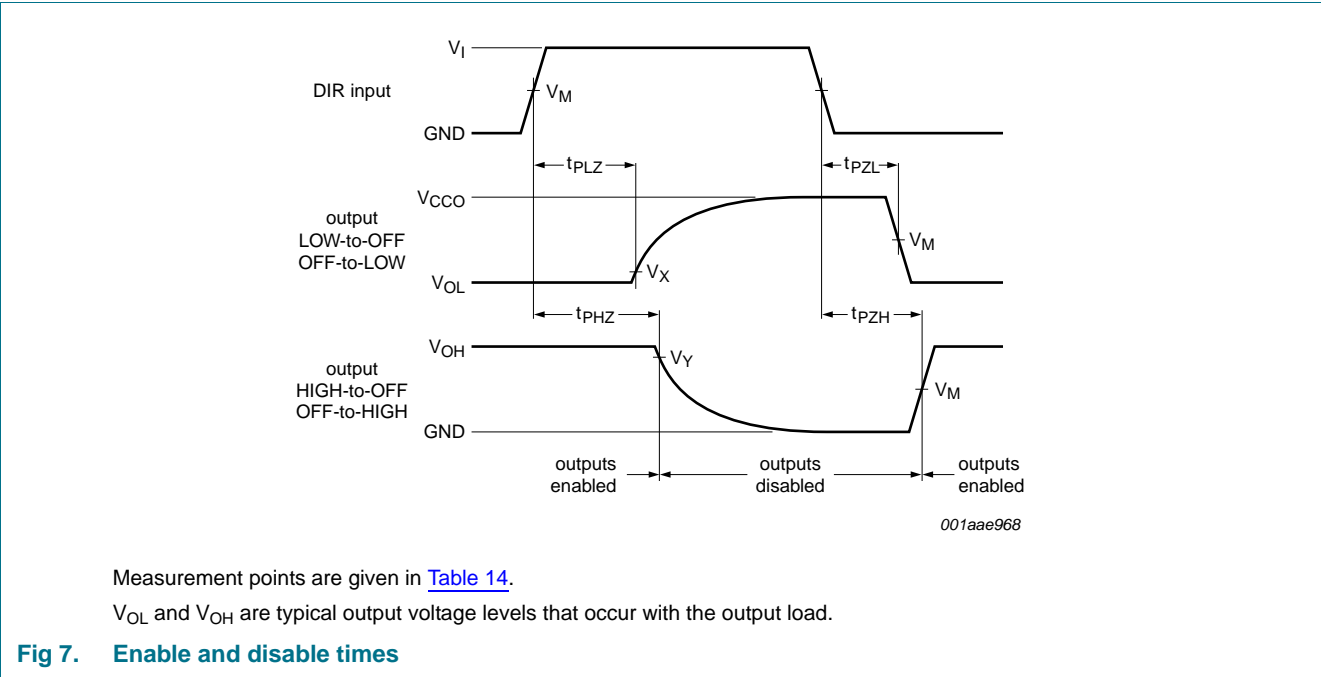 V_I
DIR input
V_M
GND
t_PLZ
t_PZL
V_CCO
output
LOW-to-OFF
OFF-to-LOW
V_M
V_X
V_OL
t_PHZ
t_PZH
V_OH
V_Y
output
HIGH-to-OFF
OFF-to-HIGH
V_M
GND
outputs
enabled
outputs
disabled
outputs
enabled
001aae968
Measurement points are given in Table 14.
V_OL and V_OH are typical output voltage levels that occur with the output load.
Fig 7. Enable and disable times